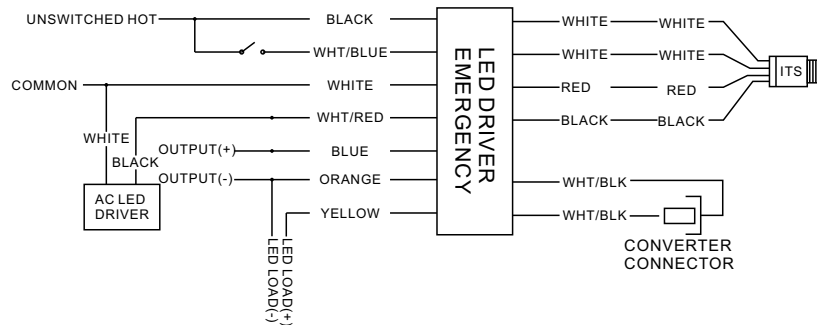 UNSWITCHED HOT
BLACK
WHT/BLUE
COMMON
WHITE
WHT/RED
WHITE
BLACK
OUTPUT(+)
BLUE
OUTPUT(-)
ORANGE
YELLOW
AC LED
DRIVER
LED LOAD(-)
LED LOAD(+)
LED DRIVER
EMERGENCY
WHITE WHITE
WHITE WHITE
RED RED
BLACK BLACK
ITS
WHT/BLK
WHT/BLK
CONVERTER
CONNECTOR